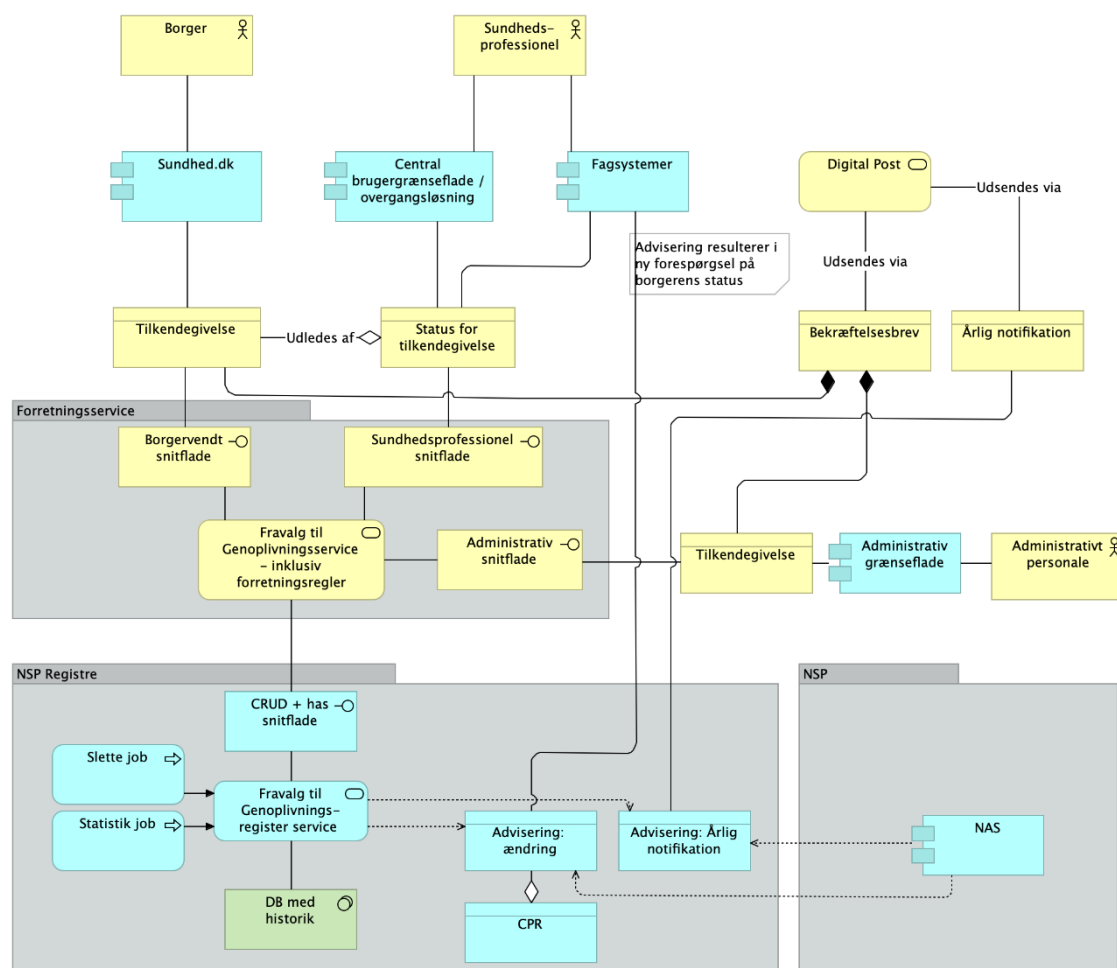 Borger
Sundheds-
professionel
Sundhed.dk
Central
brugergrænseflade /
overgangsløsning
Fagsystemer
Digital Post
Udsendes via
Advisering resulterer i
ny forespørgsel på
borgerens status
Udsendes via
Tilkendegivelse
Udledes af
Status for
tilkendegivelse
Bekræftelsesbrev
Årlig notifikation
Forretningsservice
Borgervendt
snitflade
Sundhedsprofessionel
snitflade
Fravalg til
Genoplivningsservice
– inklusiv
forretningsregler
Administrativ
snitflade
Tilkendegivelse
Administrativ
grænseflade
Administrativt
personale
NSP Registre
NSP
CRUD + has
snitflade
Slette job
Fravalg til
Genoplivnings-
register service
Statistik job
Advisering:
ændring
Advisering: Årlig
notifikation
NAS
DB med
historik
CPR